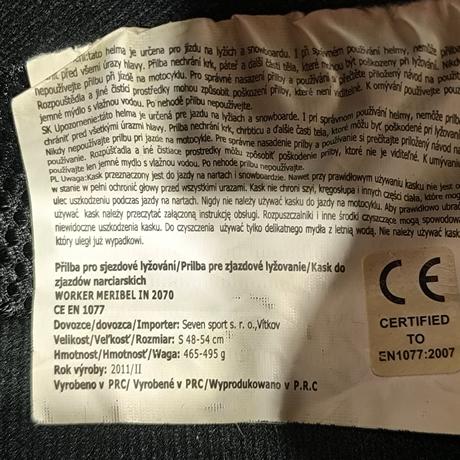 tato helma je určena pro jízdu na lyžích a snowboardu. I při správném používání helmy, nemůže přilba
před všemi úrazy hlavy. Přilba nechrání krk, páteř a další části těla, které mohou být poškozeny při lyžování. Nikdy
nepoužívejte přilbu při jízdě na motocyklu. Pro správné nasazení přilby a používání si přečtěte přiložený návod na použití.
Rozpouštědla a jiné čistící prostředky mohou způsobit poškození přilby, které není viditelné. K omývání používejte pouze
jemné mýdlo s vlažnou vodou. Po nehodě přilbu nepoužívejte.
SK Upozornenie:táto helma je určená pre jazdu na lyžiach a snowboarde. I pri správnom používaní helmy, nemôže prilba
chrániť pred všetkými úrazmi hlavy. Prilba nechráni krk, chrbticu a ďalšie časti tela, ktoré môžu byť poškodené pri lyžovaní.
Nikdy nepoužívajte prilbu pri jazde na motocykle. Pre správne nasadenie prilby a používanie si prečítajte priložený návod na
používanie. Rozpúšťadla a iné čistiace prostriedky môžu spôsobiť poškodenie prilby, ktoré nie je viditeľné. K umývaniu
používajte len jemné mydlo s vlažnou vodou. Po nehode prilbu nepoužívajte.
PL Uwaga:Kask przeznaczony jest do jazdy na nartach i snowboardzie. Nawet przy prawidłowym używaniu kasku nie jest on
w stanie w pełni ochronić głowy przed wszystkimi urazami. Kask nie chroni szyi, kręgosłupa i innych części ciała, które mogą
ulec uszkodzeniu podczas jazdy na nartach. Nigdy nie należy używać kasku do jazdy na motocyklu. Aby prawidłowo ubrać
używać kask należy przeczytać załączoną instrukcję obsługi. Rozpuszczalniki i inne środki czyszczące mogą spowodować
niewidoczne uszkodzenia kasku. Do czyszczenia używać tylko delikatnego mydła z letnią wodą. Nie należy używać kasku
który uległ już wypadkowi.
Přilba pro sjezdové lyžování/Prilba pre zjazdové lyžovanie/Kask do
zjazdów narciarskich
WORKER MERIBEL IN 2070
CE EN 1077
Dovozce/dovozca/Importer: Seven sport s. r. o.,Vítkov
Velikost/Veľkosť/Rozmiar: S 48-54 cm
Hmotnost/Hmotnosť/Waga: 465-495 g
Rok výroby: 2011/II
Vyrobeno v PRC/ Vyrobené v PRC/Wyprodukowano v P.R.C
CE
CERTIFIED
TO
EN1077:2007